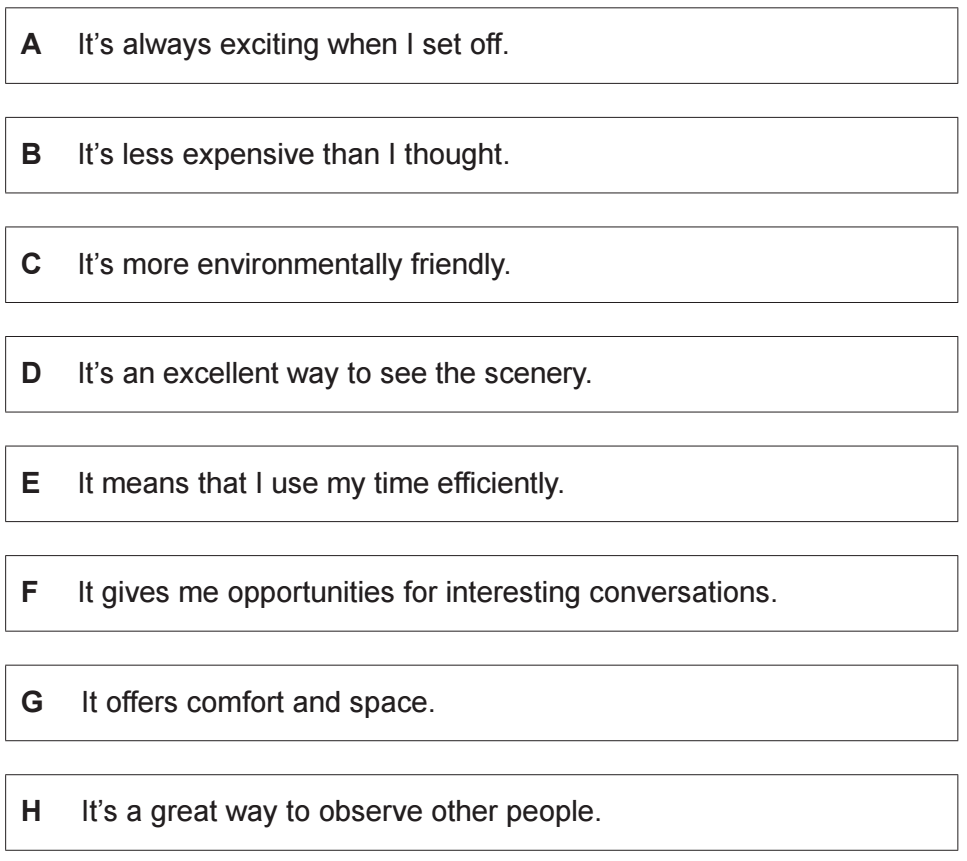 A It’s always exciting when I set off.
B It’s less expensive than I thought.
C It’s more environmentally friendly.
D It’s an excellent way to see the scenery.
E It means that I use my time efficiently.
F It gives me opportunities for interesting conversations.
G It offers comfort and space.
H It’s a great way to observe other people.